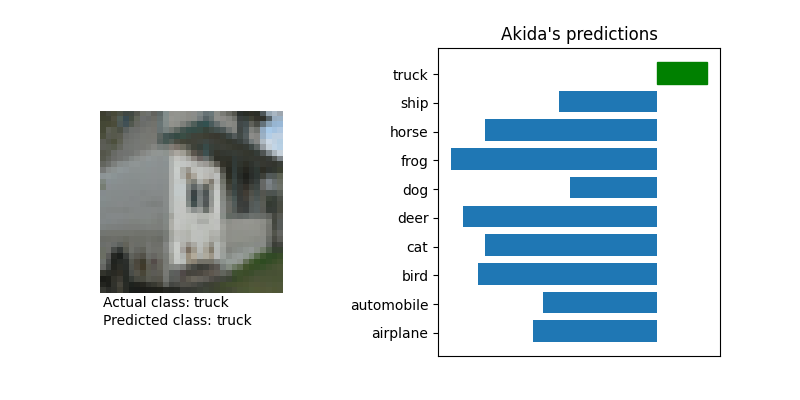 Akida's predictions
truck
ship
horse
frog
dog
deer
cat
bird
automobile
airplane
Actual class: truck
Predicted class: truck